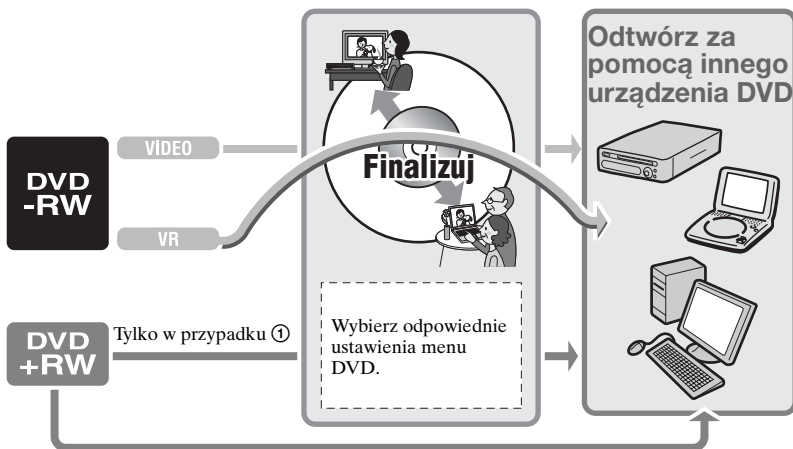 DVD
-RW
VIDEO
VR
Finalizuj
Odtwórz za
pomocą innego
urządzenia DVD
DVD
+RW
Tylko w przypadku ①
Wybierz odpowiednie
ustawienia menu
DVD.